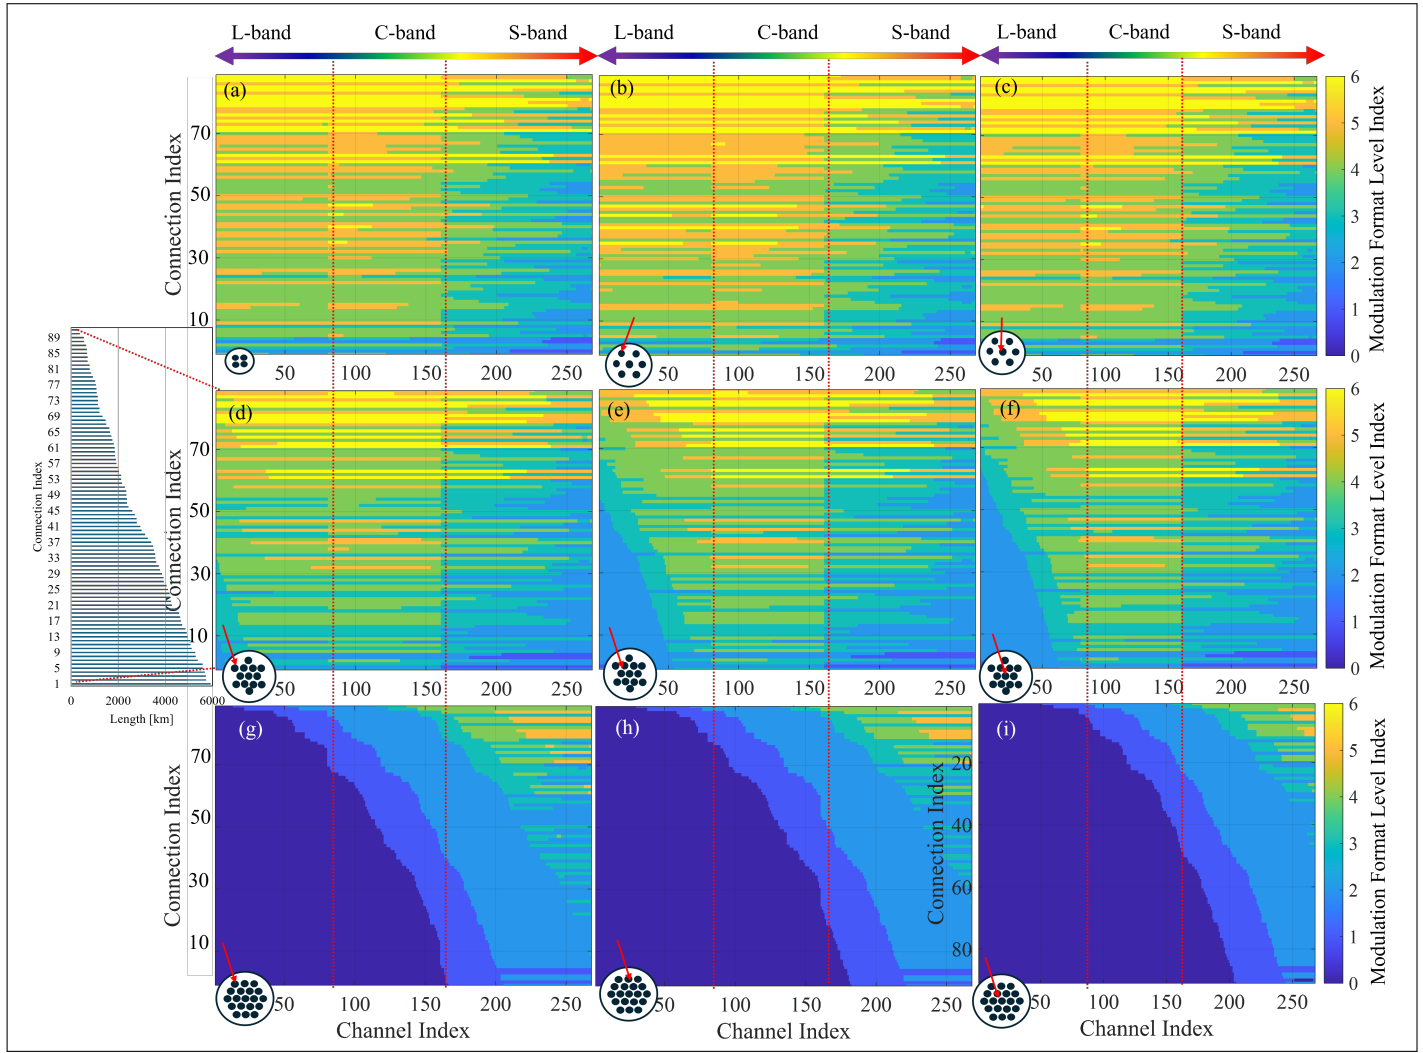 L-band C-band S-band L-band C-band S-band L-band C-band S-band
(a) (b) (c)
Connection Index
70
50
30
10
50 100 150 200 250
50 100 150 200 250
50 100 150 200 250
6
5
4
3
2
1
0
Modulation Format Level Index
Connection Index
89
85
81
77
73
69
65
61
57
53
49
45
41
37
33
29
25
21
17
13
9
5
1
0 2000 4000 6000
Length [km]
(d) (e) (f)
Connection Index
Connection Index
70
50
30
10
50 100 150 200 250
50 100 150 200 250
50 100 150 200 250
6
5
4
3
2
1
0
Modulation Format Level Index
(g) (h) (i)
Connection Index
70
50
30
10
Connection Index
20
40
60
80
50 100 150 200 250
50 100 150 200 250
50 100 150 200 250
Channel Index Channel Index Channel Index
6
5
4
3
2
1
0
Modulation Format Level Index